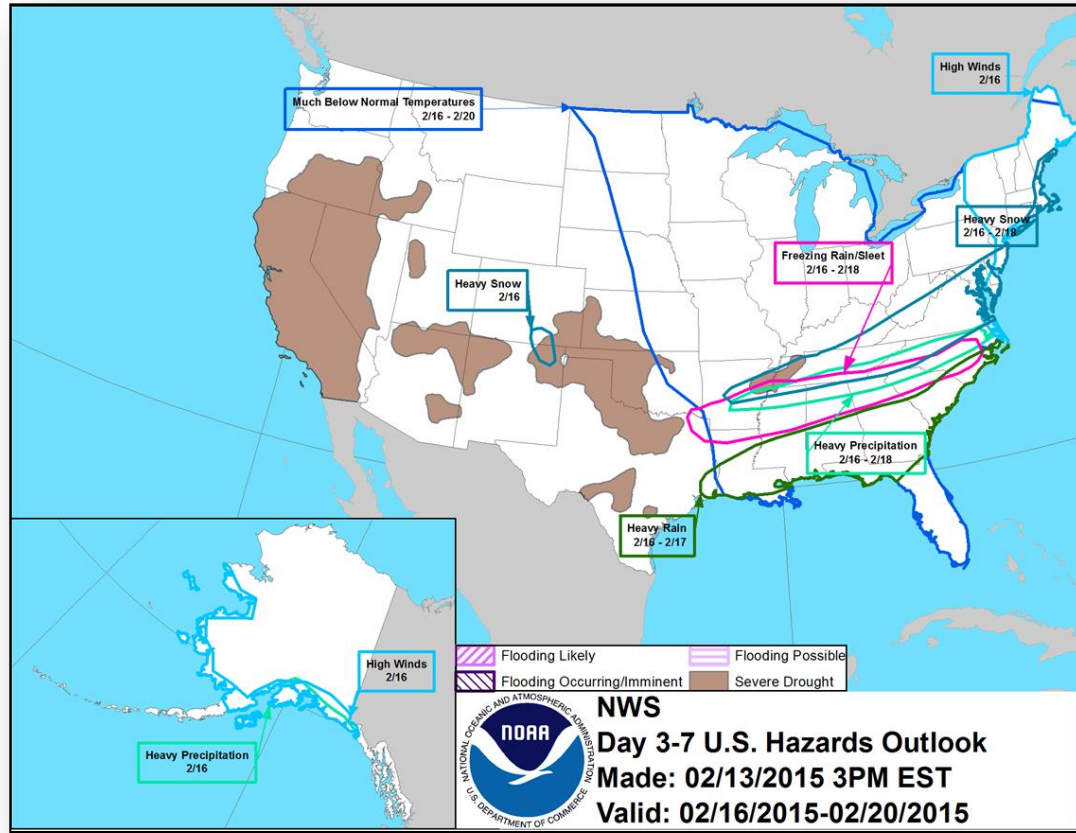 High Winds
2/16
Much Below Normal Temperatures
2/16 - 2/20
Heavy Snow
2/16 - 2/18
Freezing Rain/Sleet
2/16 - 2/18
Heavy Snow
2/16
Heavy Precipitation
2/16 - 2/18
Heavy Rain
2/16 - 2/17
High Winds
2/16
Heavy Precipitation
2/16
Flooding Likely
Flooding Possible
Flooding Occurring/Imminent
Severe Drought
NATIONAL OCEANIC AND ATMOSPHERIC ADMINISTRATION
NOAA
U.S. DEPARTMENT OF COMMERCE
NWS
Day 3-7 U.S. Hazards Outlook
Made: 02/13/2015 3PM EST
Valid: 02/16/2015-02/20/2015